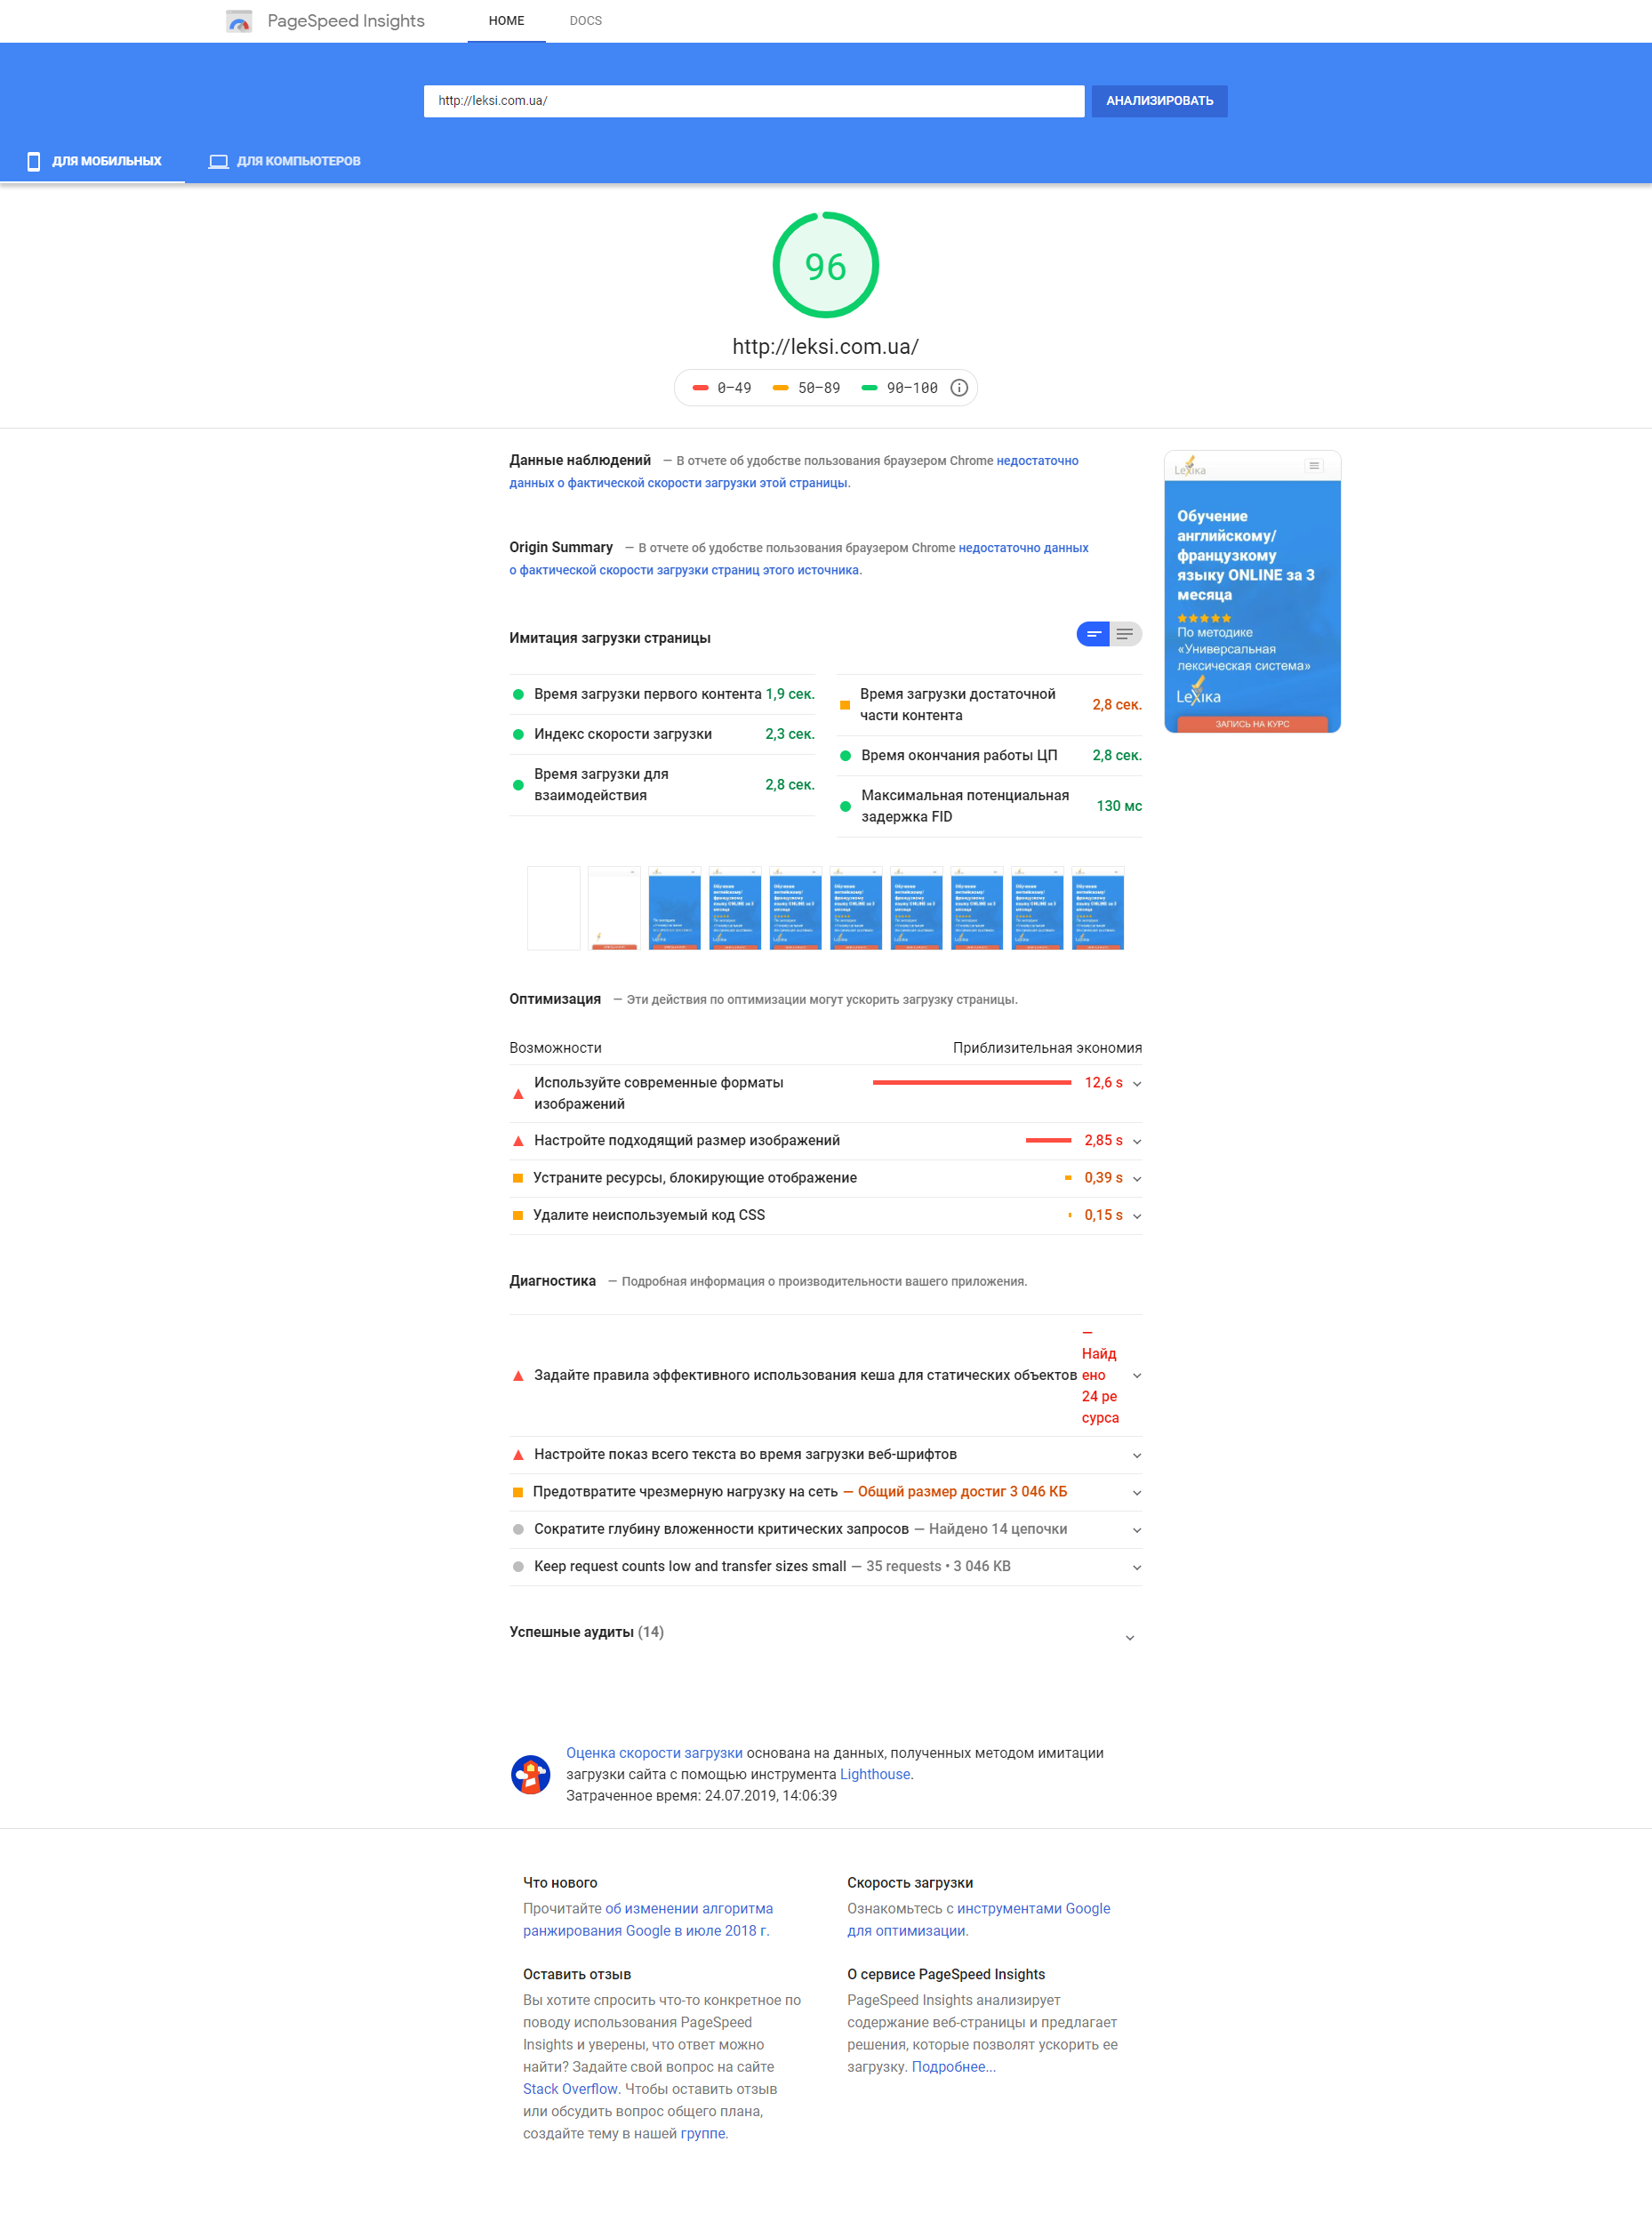 PageSpeed Insights
HOME
DOCS
http://leksi.com.ua/
АНАЛИЗИРОВАТЬ
ДЛЯ МОБИЛЬНЫХ
ДЛЯ КОМПЬЮТЕРОВ
96
http://leksi.com.ua/
0–49
50–89
90–100
Данные наблюдений — В отчете об удобстве пользования браузером Chrome недостаточно
данных о фактической скорости загрузки этой страницы.
Origin Summary — В отчете об удобстве пользования браузером Chrome недостаточно данных
о фактической скорости загрузки страниц этого источника.
Lexika
Обучение
английскому/
французкому
языку ONLINE за 3
месяца
По методике
«Универсальная
лексическая система»
Lexika
ЗАПИСЬ НА КУРС
Имитация загрузки страницы
Время загрузки первого контента 1,9 сек.
Индекс скорости загрузки 2,3 сек.
Время загрузки для
взаимодействия
2,8 сек.
Время загрузки достаточной
части контента
2,8 сек.
Время окончания работы ЦП 2,8 сек.
Максимальная потенциальная
задержка FID
130 мс
Оптимизация — Эти действия по оптимизации могут ускорить загрузку страницы.
Возможности
Приблизительная экономия
Используйте современные форматы
изображений
12,6 s
Настройте подходящий размер изображений 2,85 s
Устраните ресурсы, блокирующие отображение 0,39 s
Удалите неиспользуемый код CSS 0,15 s
Диагностика — Подробная информация о производительности вашего приложения.
Задайте правила эффективного использования кеша для статических объектов
—
Найд
ено
24 ре
сурса
Настройте показ всего текста во время загрузки веб-шрифтов
Предотвратите чрезмерную нагрузку на сеть — Общий размер достиг 3 046 КБ
Сократите глубину вложенности критических запросов — Найдено 14 цепочки
Keep request counts low and transfer sizes small — 35 requests • 3 046 KB
Успешные аудиты (14)
Оценка скорости загрузки основана на данных, полученных методом имитации
загрузки сайта с помощью инструмента Lighthouse.
Затраченное время: 24.07.2019, 14:06:39
Что нового
Прочитайте об изменении алгоритма
ранжирования Google в июле 2018 г.
Скорость загрузки
Ознакомьтесь с инструментами Google
для оптимизации.
Оставить отзыв
Вы хотите спросить что-то конкретное по
поводу использования PageSpeed
Insights и уверены, что ответ можно
найти? Задайте свой вопрос на сайте
Stack Overflow. Чтобы оставить отзыв
или обсудить вопрос общего плана,
создайте тему в нашей группе.
О сервисе PageSpeed Insights
PageSpeed Insights анализирует
содержание веб-страницы и предлагает
решения, которые позволят ускорить ее
загрузку. Подробнее...